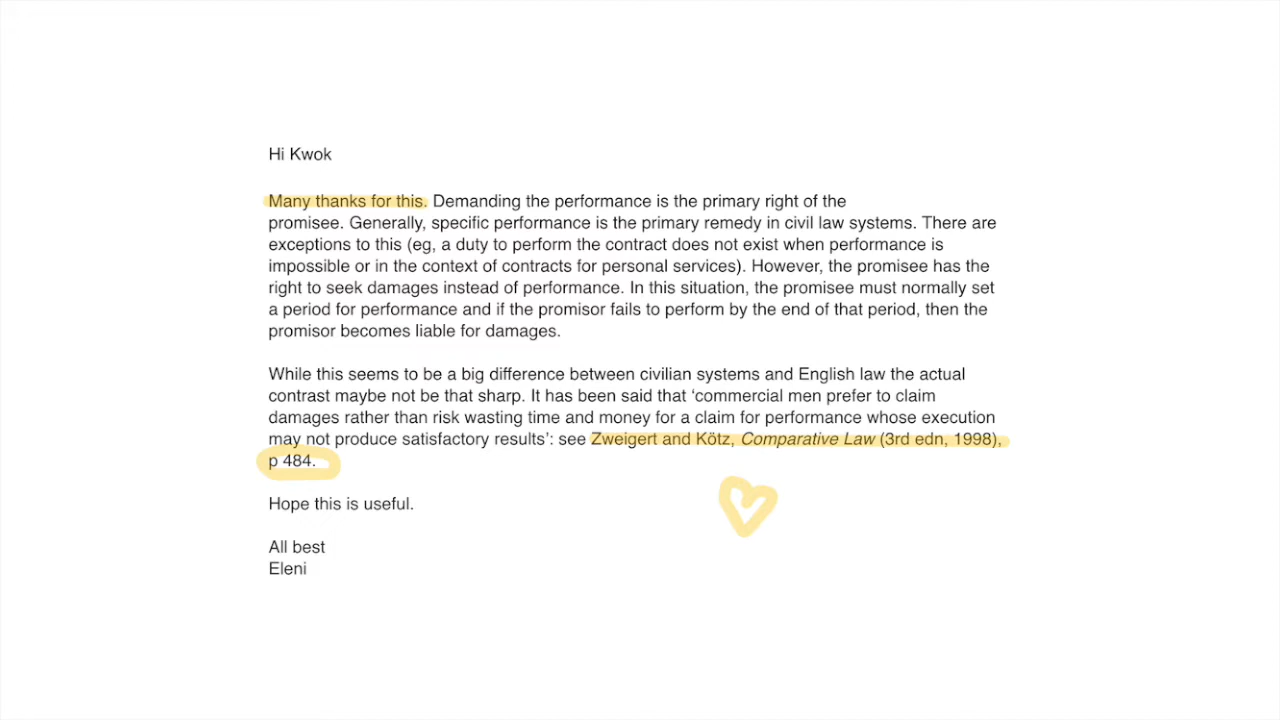 Hi Kwok
Many thanks for this. Demanding the performance is the primary right of the
promisee. Generally, specific performance is the primary remedy in civil law systems. There are
exceptions to this (eg, a duty to perform the contract does not exist when performance is
impossible or in the context of contracts for personal services). However, the promisee has the
right to seek damages instead of performance. In this situation, the promisee must normally set
a period for performance and if the promisor fails to perform by the end of that period, then the
promisor becomes liable for damages.
While this seems to be a big difference between civilian systems and English law the actual
contrast maybe not be that sharp. It has been said that ‘commercial men prefer to claim
damages rather than risk wasting time and money for a claim for performance whose execution
may not produce satisfactory results’: see Zweigert and Kötz, Comparative Law (3rd edn, 1998),
p 484.
Hope this is useful.
All best
Eleni